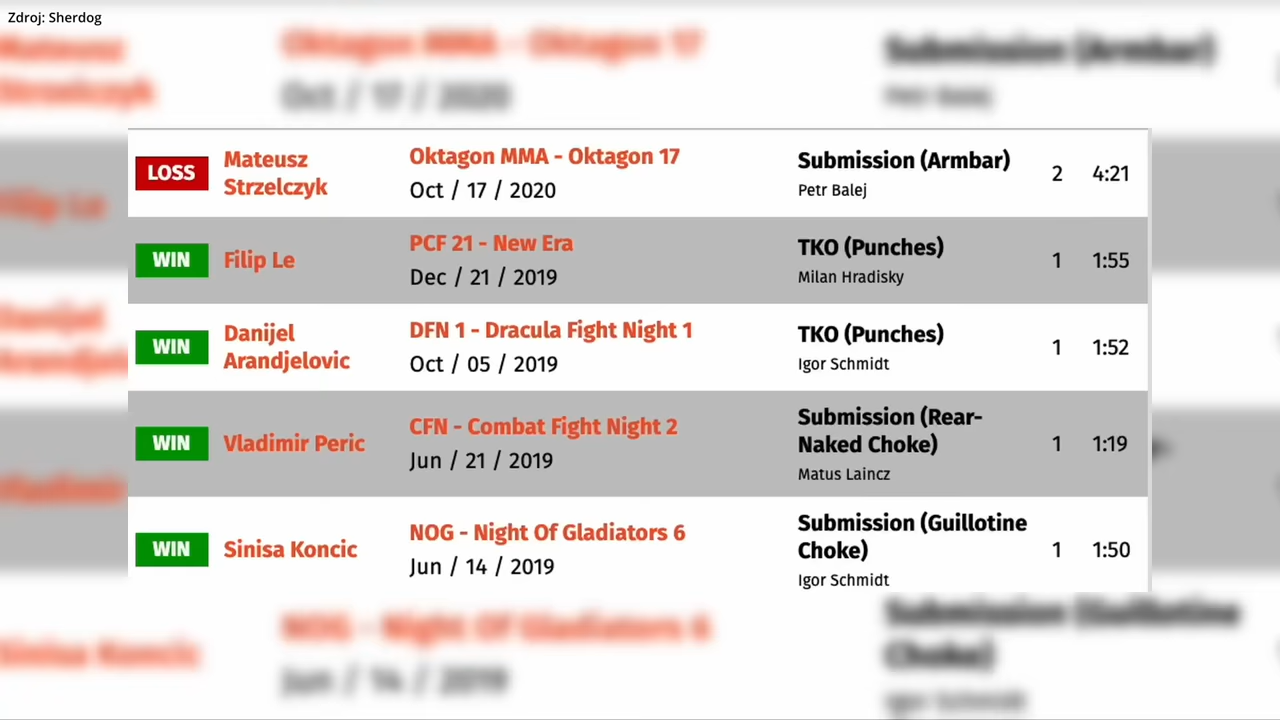 Zdroj: Sherdog
LOSS
Mateusz
Strzelczyk
Oktagon MMA - Oktagon 17
Oct / 17 / 2020
Submission (Armbar)
Petr Balej
2
4:21
WIN
Filip Le
PCF 21 - New Era
Dec / 21 / 2019
TKO (Punches)
Milan Hradisky
1
1:55
WIN
Danijel
Arandjelovic
DFN 1 - Dracula Fight Night 1
Oct / 05 / 2019
TKO (Punches)
Igor Schmidt
1
1:52
WIN
Vladimir Peric
CFN - Combat Fight Night 2
Jun / 21 / 2019
Submission (Rear-
Naked Choke)
Matus Laincz
1
1:19
WIN
Sinisa Koncic
NOG - Night Of Gladiators 6
Jun / 14 / 2019
Submission (Guillotine
Choke)
Igor Schmidt
1
1:50